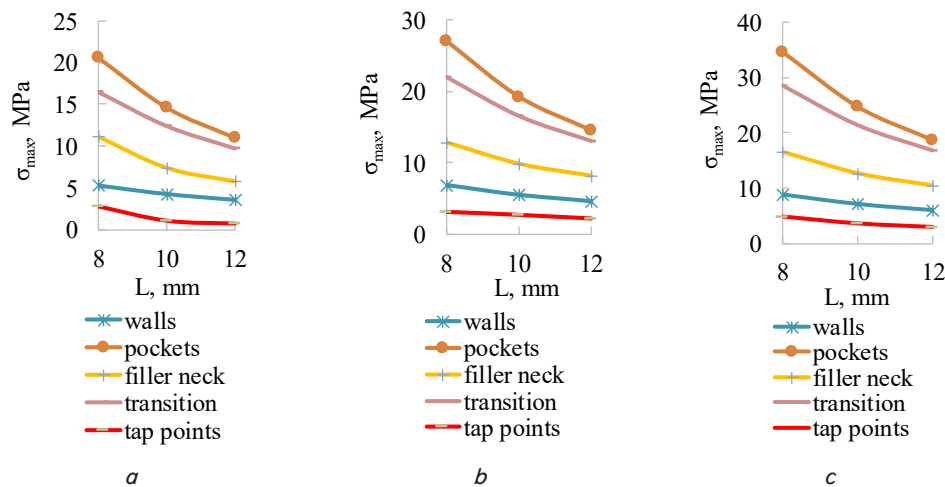 25
20
15
10
5
0
σmax, MPa
8 10 12
L, mm
walls
pockets
filler neck
transition
tap points
a
30
20
10
0
σmax, MPa
8 10 12
L, mm
walls
pockets
filler neck
transition
tap points
b
40
30
20
10
0
σmax, MPa
8 10 12
L, mm
walls
pockets
filler neck
transition
tap points
c